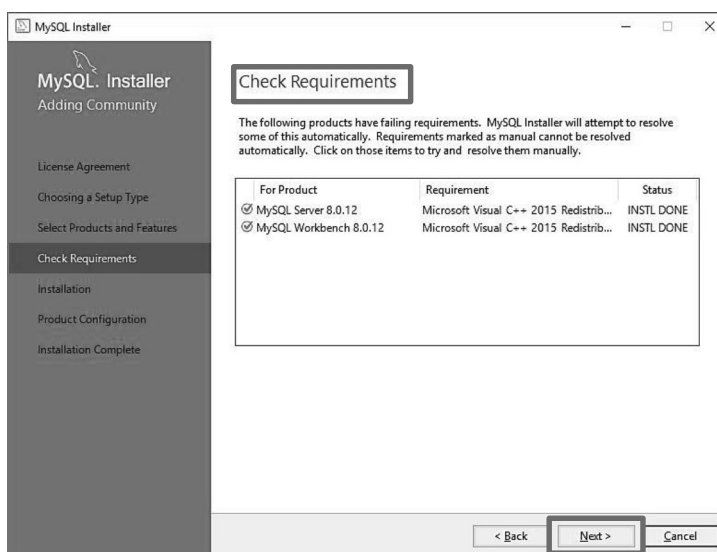 MySQL Installer
MySQL. Installer
Adding Community
License Agreement
Choosing a Setup Type
Select Products and Features
Check Requirements
Installation
Product Configuration
Installation Complete
Check Requirements
The following products have failing requirements. MySQL Installer will attempt to resolve
some of this automatically. Requirements marked as manual cannot be resolved
automatically. Click on those items to try and resolve them manually.
For Product Requirement Status
MySQL Server 8.0.12 Microsoft Visual C++ 2015 Redistrib... INSTL DONE
MySQL Workbench 8.0.12 Microsoft Visual C++ 2015 Redistrib... INSTL DONE
< Back Next > Cancel